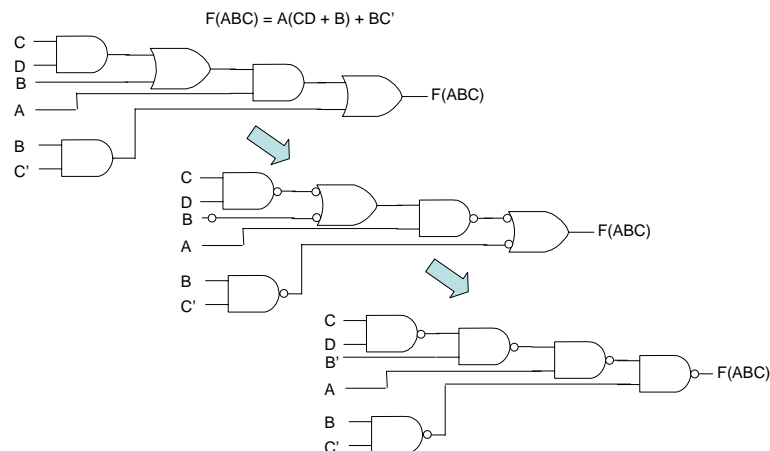 F(ABC) = A(CD + B) + BC’
C
D
B
A
F(ABC)
B
C’
C
D
B
A
F(ABC)
B
C’
C
D
B’
A
F(ABC)
B
C’